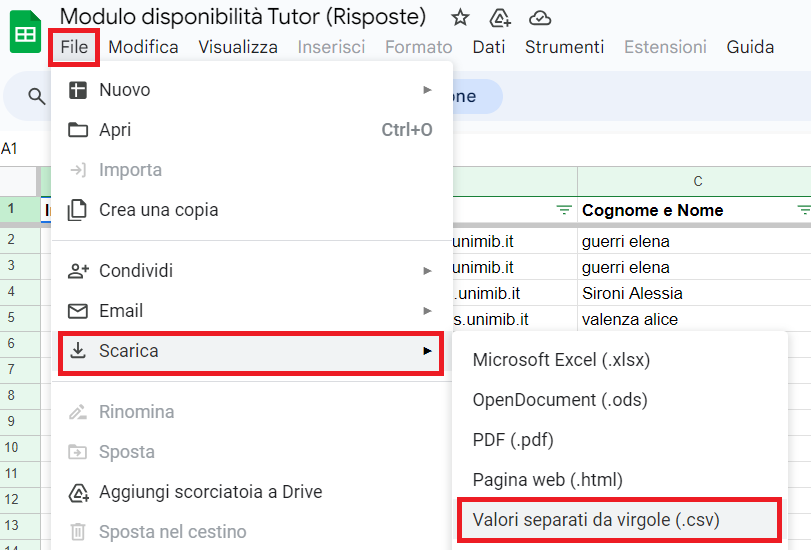 Modulo disponibilità Tutor (Risposte)
File Modifica Visualizza Inserisci Formato Dati Strumenti Estensioni Guida
Nuovo
Apri Ctrl+O
Importa
Crea una copia
Condividi
Email
Scarica
Rinomina
Sposta
Aggiungi scorciatoia a Drive
Sposta nel cestino
Microsoft Excel (.xlsx)
OpenDocument (.ods)
PDF (.pdf)
Pagina web (.html)
Valori separati da virgole (.csv)
A1
C
1 Cognome e Nome
2 .unimib.it guerri elena
3 .unimib.it guerri elena
4 .unimib.it Sironi Alessia
5 s.unimib.it valenza alice
6
7
8
9
10
11
12
13